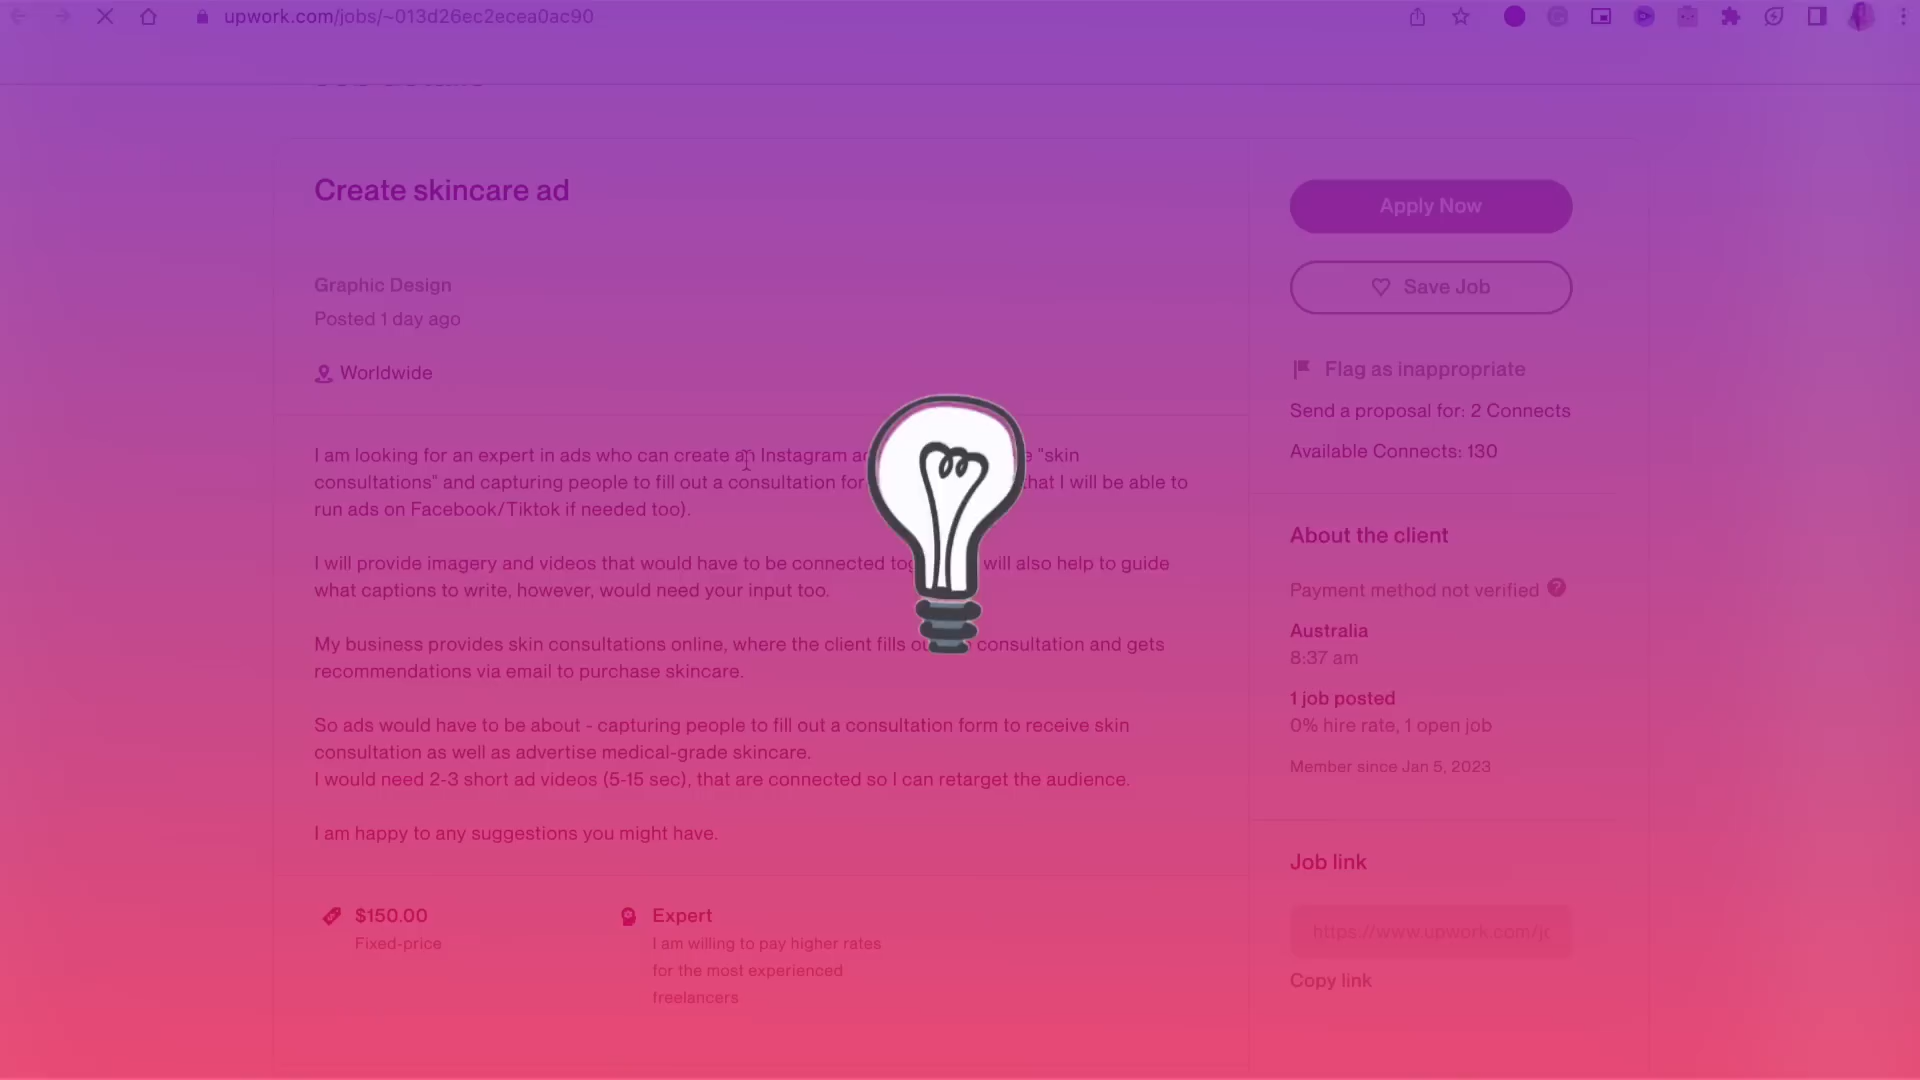 upwork.com/jobs/~013d26ec2ecea0ac90
Create skincare ad
Graphic Design
Posted 1 day ago
Worldwide
I am looking for an expert in ads who can create an Instagram "skin
consultations" and capturing people to fill out a consultation that I will be able to
run ads on Facebook/Tiktok if needed too).
I will provide imagery and videos that would have to be connected will also help to guide
what captions to write, however, would need your input too.
My business provides skin consultations online, where the client fills consultation and gets
recommendations via email to purchase skincare.
So ads would have to be about - capturing people to fill out a consultation form to receive skin
consultation as well as advertise medical-grade skincare.
I would need 2-3 short ad videos (5-15 sec), that are connected so I can retarget the audience.
I am happy to any suggestions you might have.
$150.00
Fixed-price
Expert
I am willing to pay higher rates
for the most experienced
freelancers
Apply Now
Save Job
Flag as inappropriate
Send a proposal for: 2 Connects
Available Connects: 130
About the client
Payment method not verified
Australia
8:37 am
1 job posted
0% hire rate, 1 open job
Member since Jan 5, 2023
Job link
https://www.upwork.com/jo
Copy link